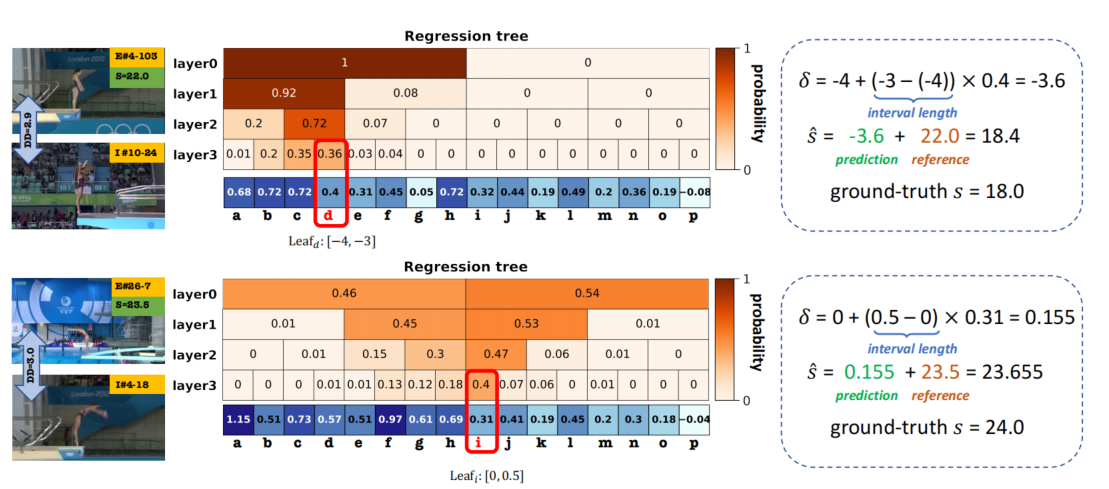 Regression tree
E#4-103
S=22.0
DD=2.9
I#10-24
layer0 1 0
layer1 0.92 0.08 0 0
layer2 0.2 0.72 0.07 0 0 0 0 0
layer3 0.01 0.2 0.35 0.36 0.03 0.04 0 0 0 0 0 0 0 0 0 0
0.68 0.72 0.72 0.4 0.31 0.45 0.05 0.72 0.32 0.44 0.19 0.49 0.2 0.36 0.19 −0.08
a b c d e f g h i j k l m n o p
Leaf_d: [−4, −3]
1
0
probability
δ = -4 + (-3 − (-4)) × 0.4 = -3.6
interval length
ŝ = -3.6 + 22.0 = 18.4
prediction reference
ground-truth s = 18.0
Regression tree
E#26-7
S=23.5
DD=3.0
I#4-18
layer0 0.46 0.54
layer1 0.01 0.45 0.53 0.01
layer2 0 0.01 0.15 0.3 0.47 0.06 0.01 0
layer3 0 0 0 0.01 0.01 0.13 0.12 0.18 0.4 0.07 0.06 0 0.01 0 0 0
1.15 0.51 0.73 0.57 0.51 0.97 0.61 0.69 0.31 0.41 0.19 0.45 0.2 0.3 0.18 −0.04
a b c d e f g h i j k l m n o p
Leaf_i: [0, 0.5]
1
0
probability
δ = 0 + (0.5 − 0) × 0.31 = 0.155
interval length
ŝ = 0.155 + 23.5 = 23.655
prediction reference
ground-truth s = 24.0